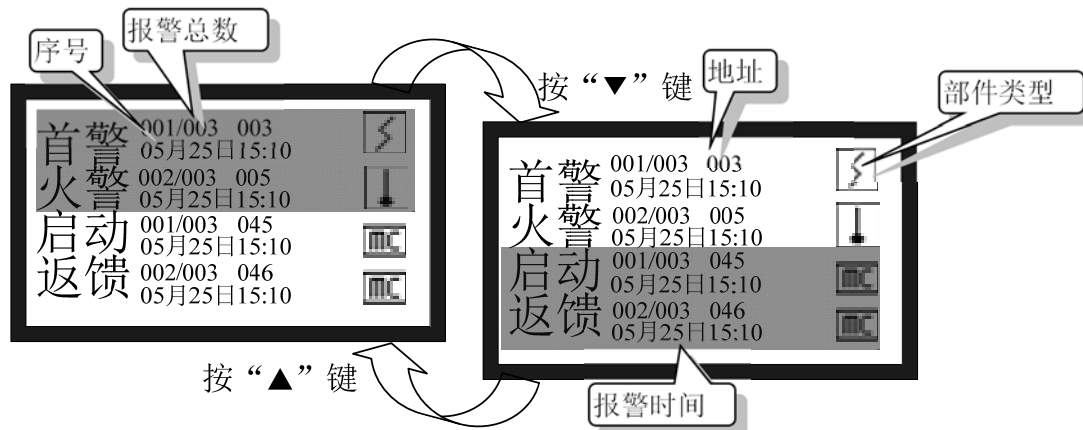 序号
报警总数
首警 001/003 003
05月25日15:10
火警 002/003 005
05月25日15:10
启动 001/003 045
05月25日15:10
mc
返馈 002/003 046
05月25日15:10
mc
按“▼”键
地址
部件类型
首警 001/003 003
05月25日15:10
火警 002/003 005
05月25日15:10
启动 001/003 045
05月25日15:10
mc
返馈 002/003 046
05月25日15:10
mc
按“▲”键
报警时间